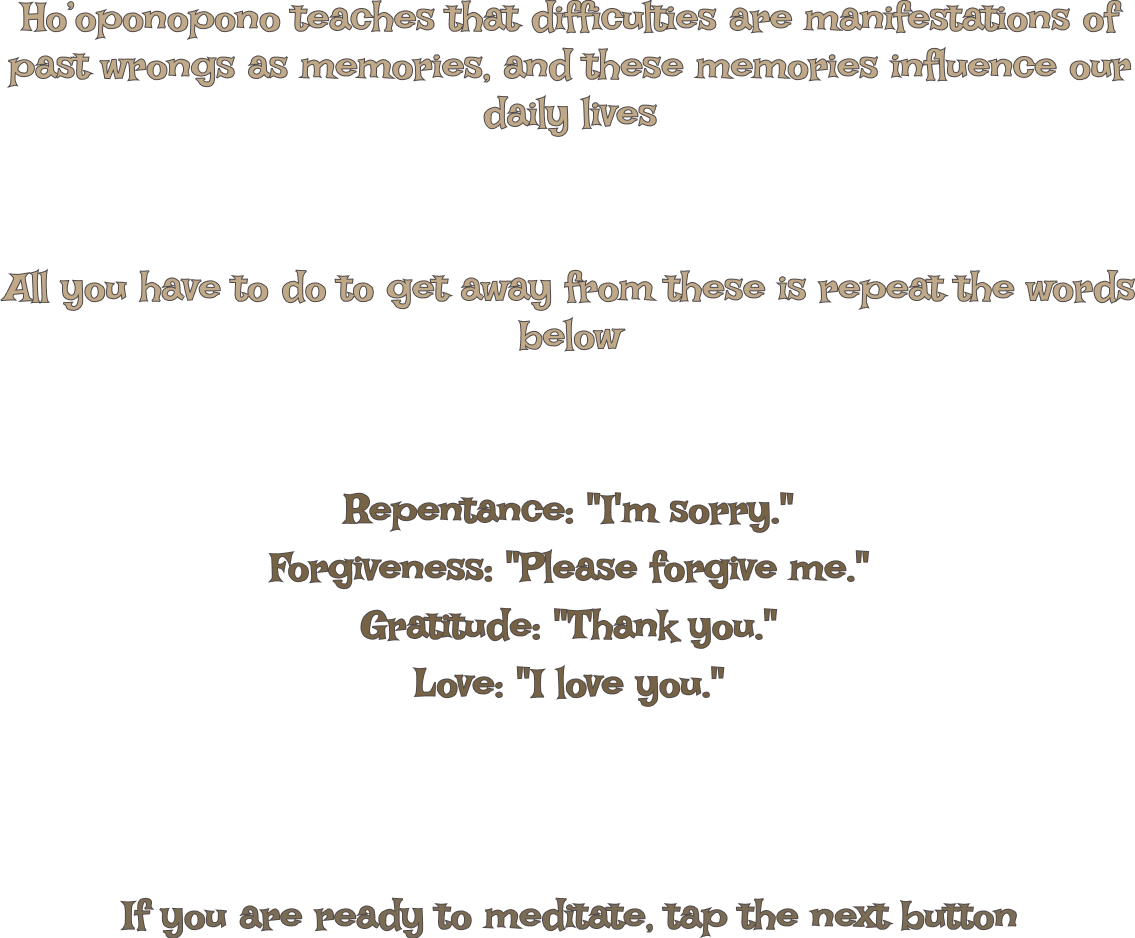 Ho’oponopono teaches that difficulties are manifestations of
past wrongs as memories, and these memories influence our
daily lives
All you have to do to get away from these is repeat the words
below
Repentance: "I'm sorry."
Forgiveness: "Please forgive me."
Gratitude: "Thank you."
Love: "I love you."
If you are ready to meditate, tap the next button